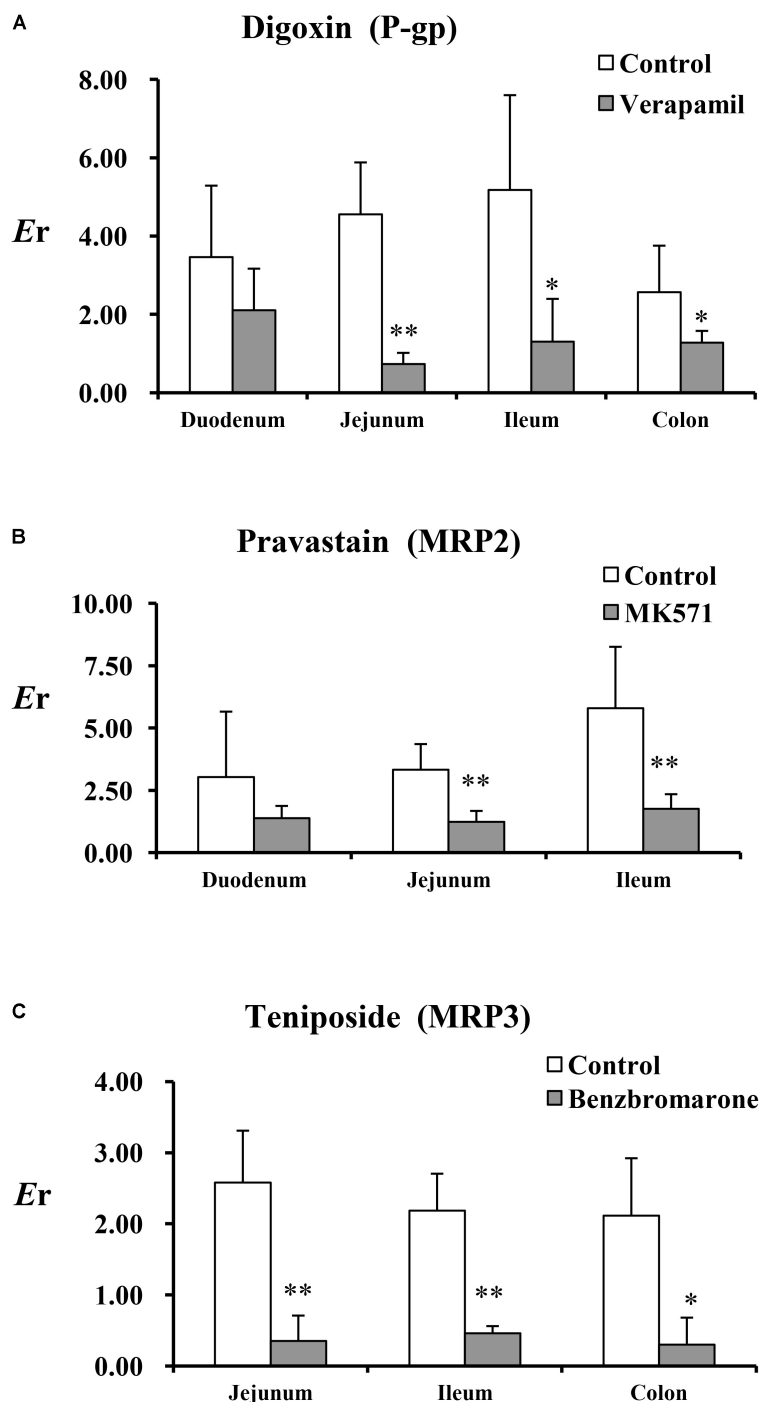 A
Digoxin (P-gp)
Control
Verapamil
8.00
6.00
4.00
2.00
0.00
Er
**
*
*
Duodenum Jejunum Ileum Colon
B
Pravastain (MRP2)
Control
MK571
10.00
7.50
5.00
2.50
0.00
Er
**
**
Duodenum Jejunum Ileum
C
Teniposide (MRP3)
Control
Benzbromarone
4.00
3.00
2.00
1.00
0.00
Er
**
**
*
Jejunum Ileum Colon